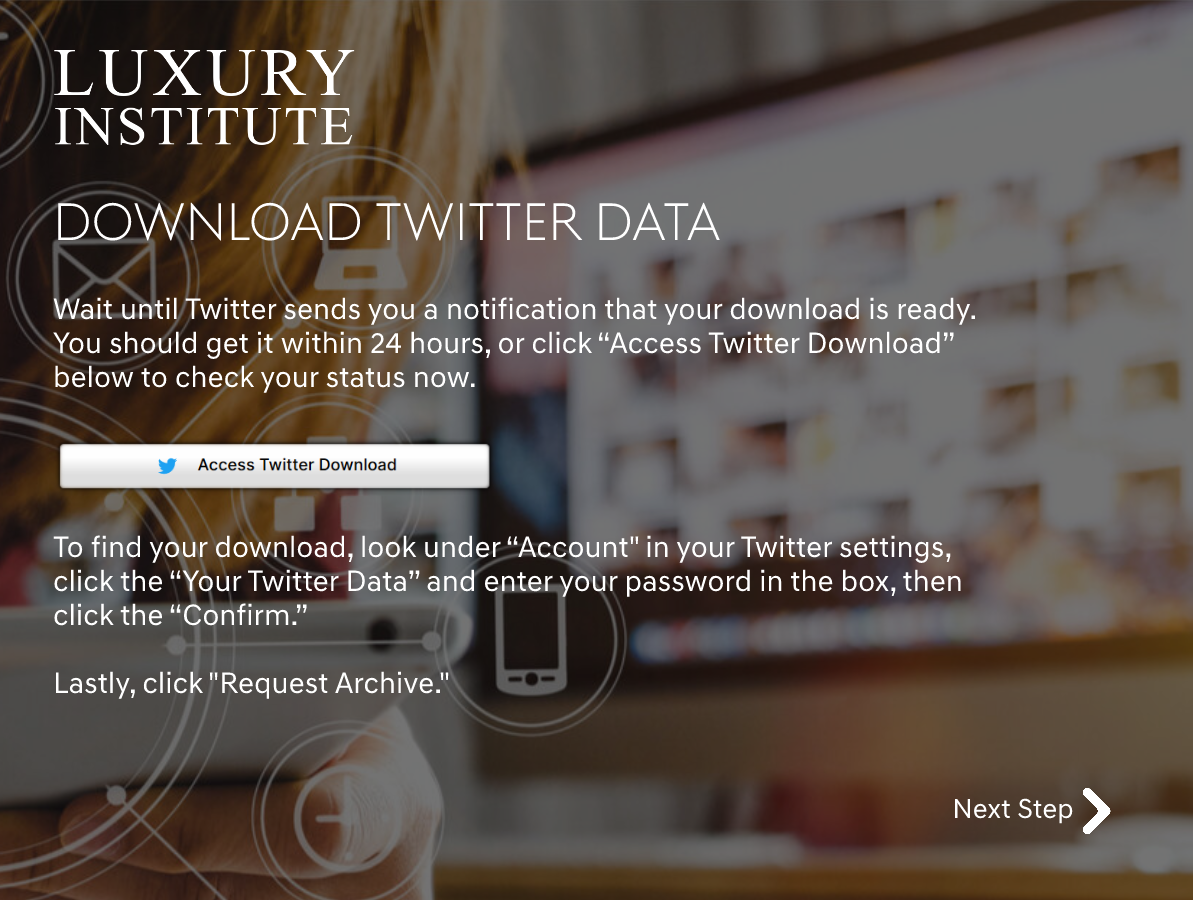 LUXURY
INSTITUTE
DOWNLOAD TWITTER DATA
Wait until Twitter sends you a notification that your download is ready.
You should get it within 24 hours, or click “Access Twitter Download”
below to check your status now.
Access Twitter Download
To find your download, look under “Account" in your Twitter settings,
click the “Your Twitter Data” and enter your password in the box, then
click the “Confirm.”
Lastly, click "Request Archive."
Next Step